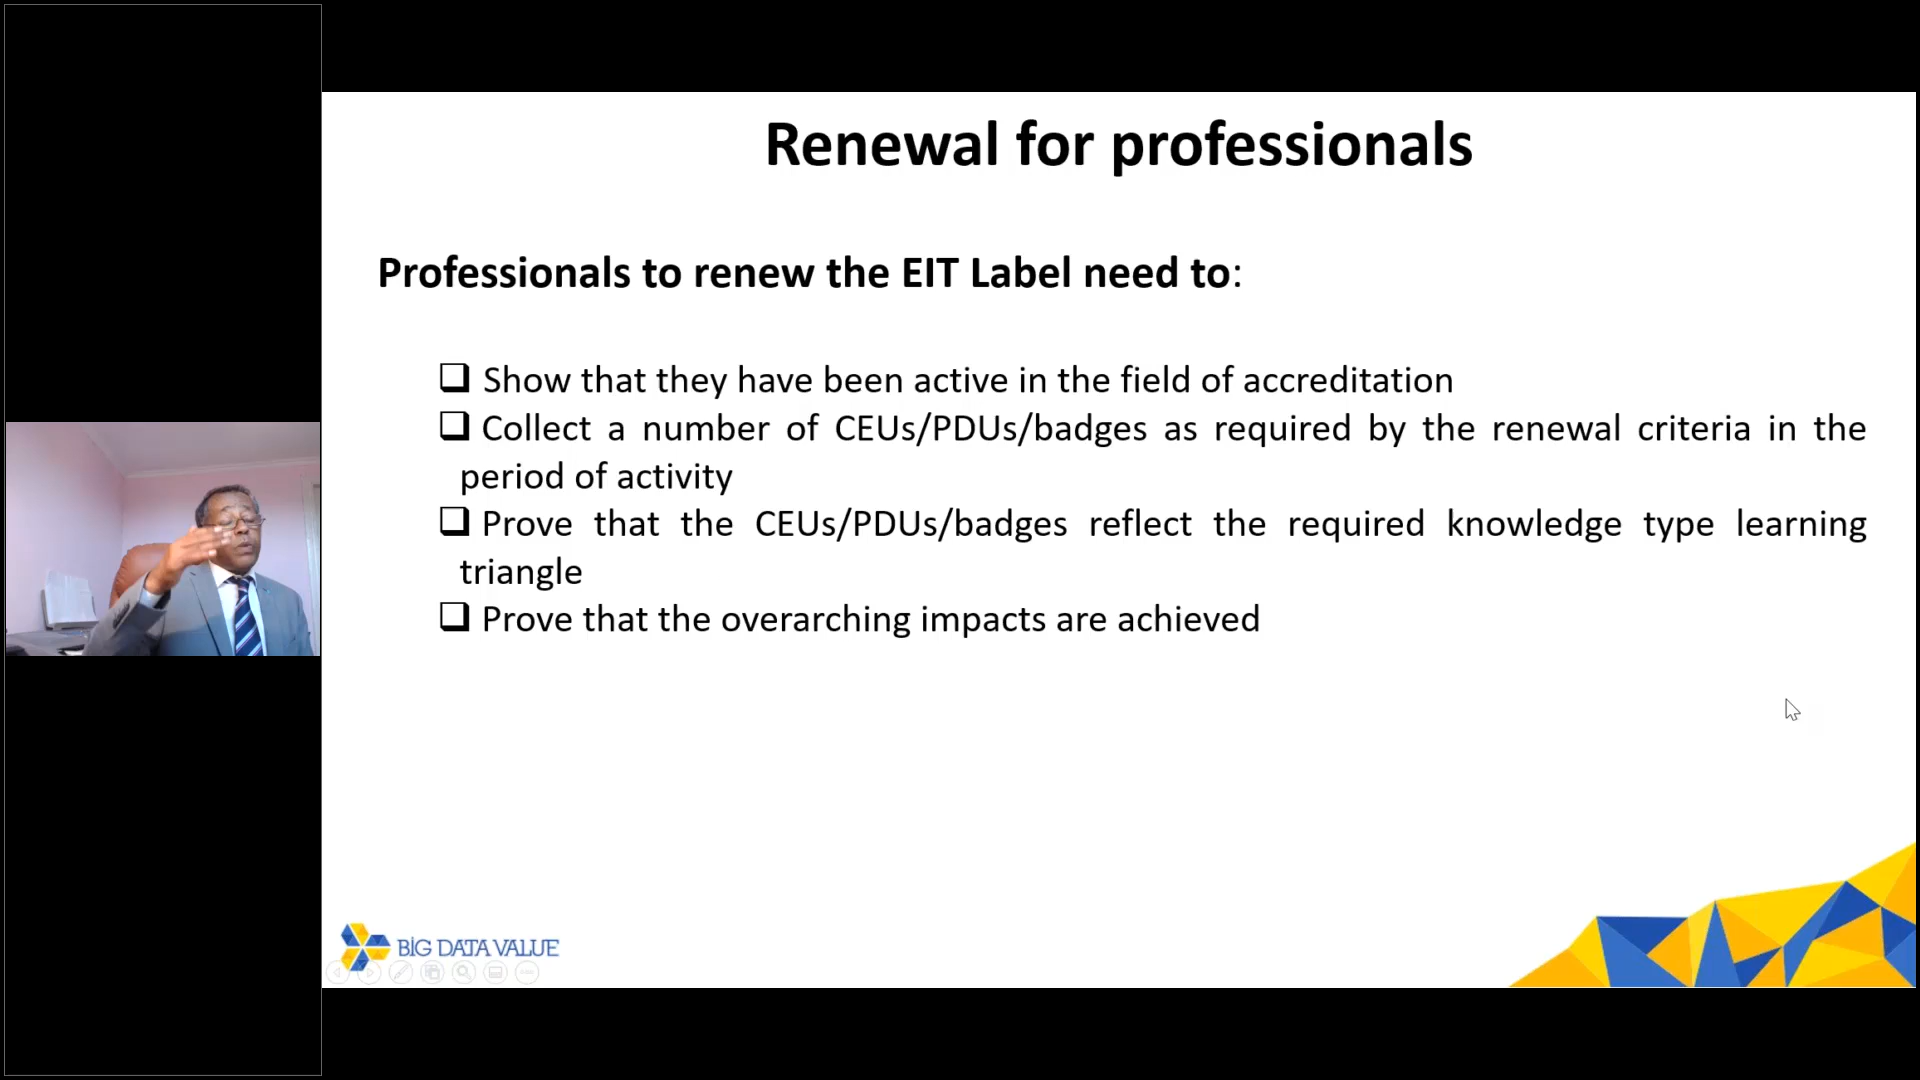 Renewal for professionals
Professionals to renew the EIT Label need to:
Show that they have been active in the field of accreditation
Collect a number of CEUs/PDUs/badges as required by the renewal criteria in the
period of activity
Prove that the CEUs/PDUs/badges reflect the required knowledge type learning
triangle
Prove that the overarching impacts are achieved
BIG DATA VALUE